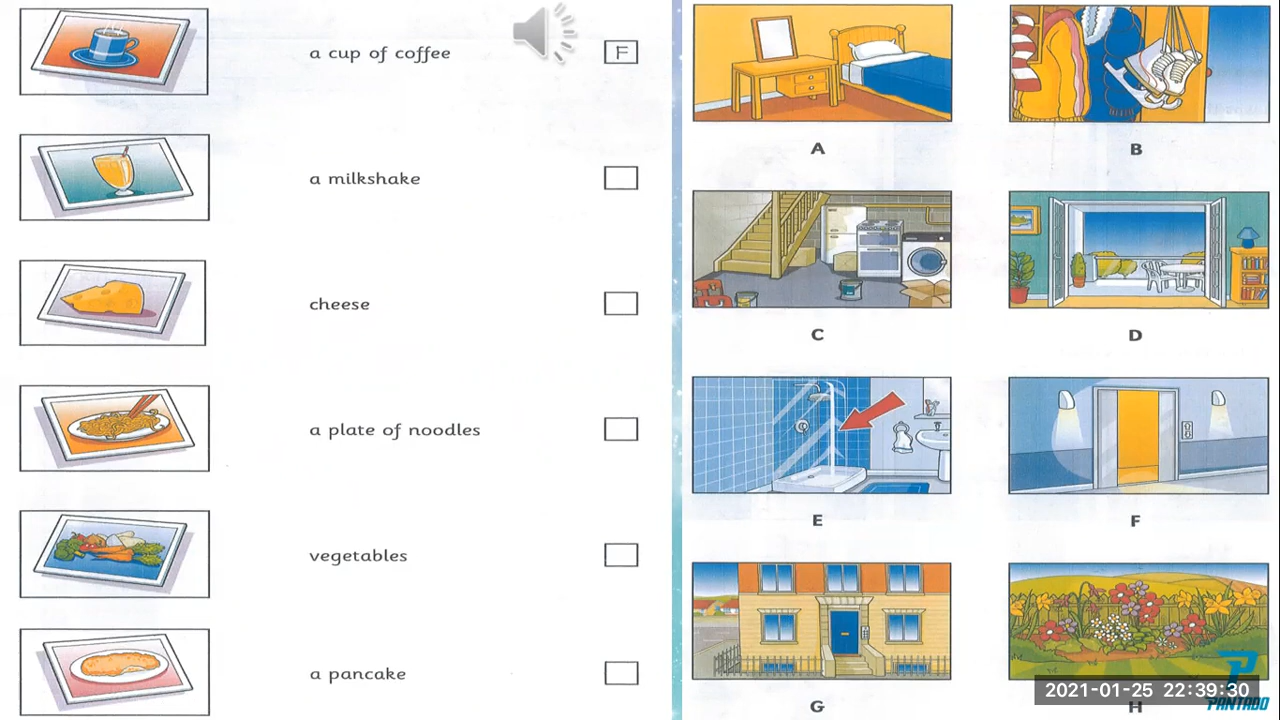 a cup of coffee
F
a milkshake
cheese
a plate of noodles
vegetables
a pancake
A
B
C
D
E
F
G
H
2021-01-25 22:39:30
PANTADO